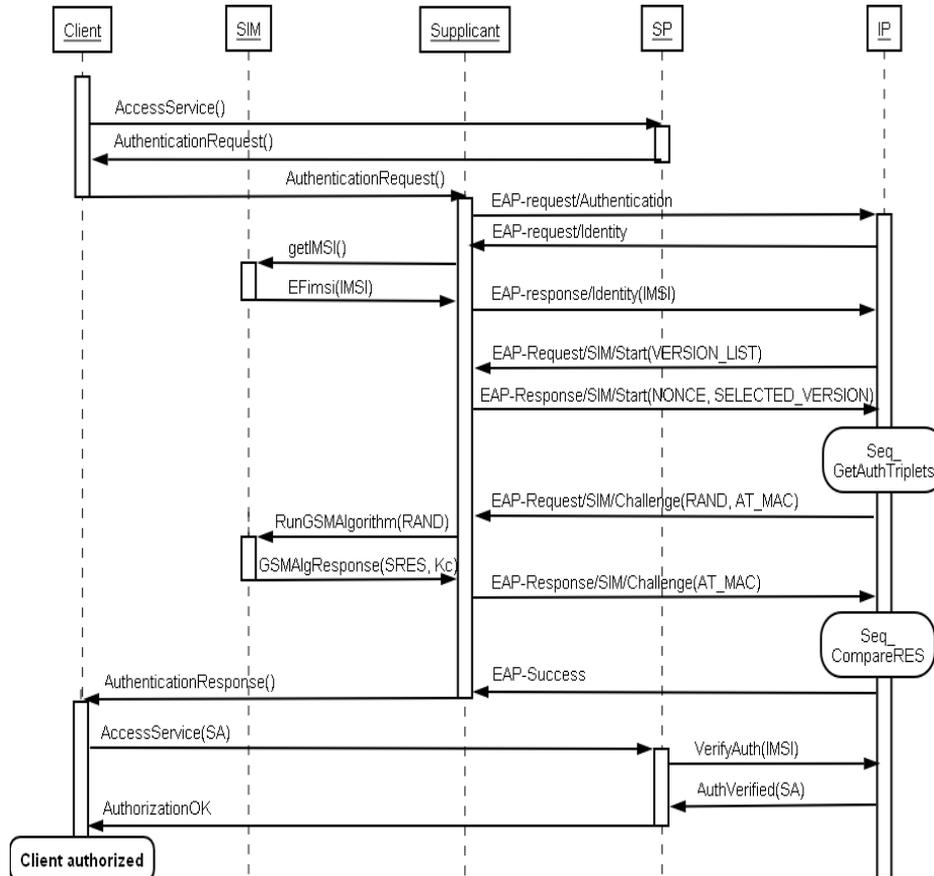 Client
SIM
Supplicant
SP
IP
AccessService()
AuthenticationRequest()
AuthenticationRequest()
EAP-request/Authentication
EAP-request/Identity
getIMSI()
EFimsi(IMSI)
EAP-response/Identity(IMSI)
EAP-Request/SIM/Start(VERSION_LIST)
EAP-Response/SIM/Start(NONCE, SELECTED_VERSION)
Seq_
GetAuthTriplets
EAP-Request/SIM/Challenge(RAND, AT_MAC)
RunGSMAlgorithm(RAND)
GSMAlgResponse(SRES, Kc)
EAP-Response/SIM/Challenge(AT_MAC)
Seq_
CompareRES
EAP-Success
AuthenticationResponse()
AccessService(SA)
VerifyAuth(IMSI)
AuthVerified(SA)
AuthorizationOK
Client authorized